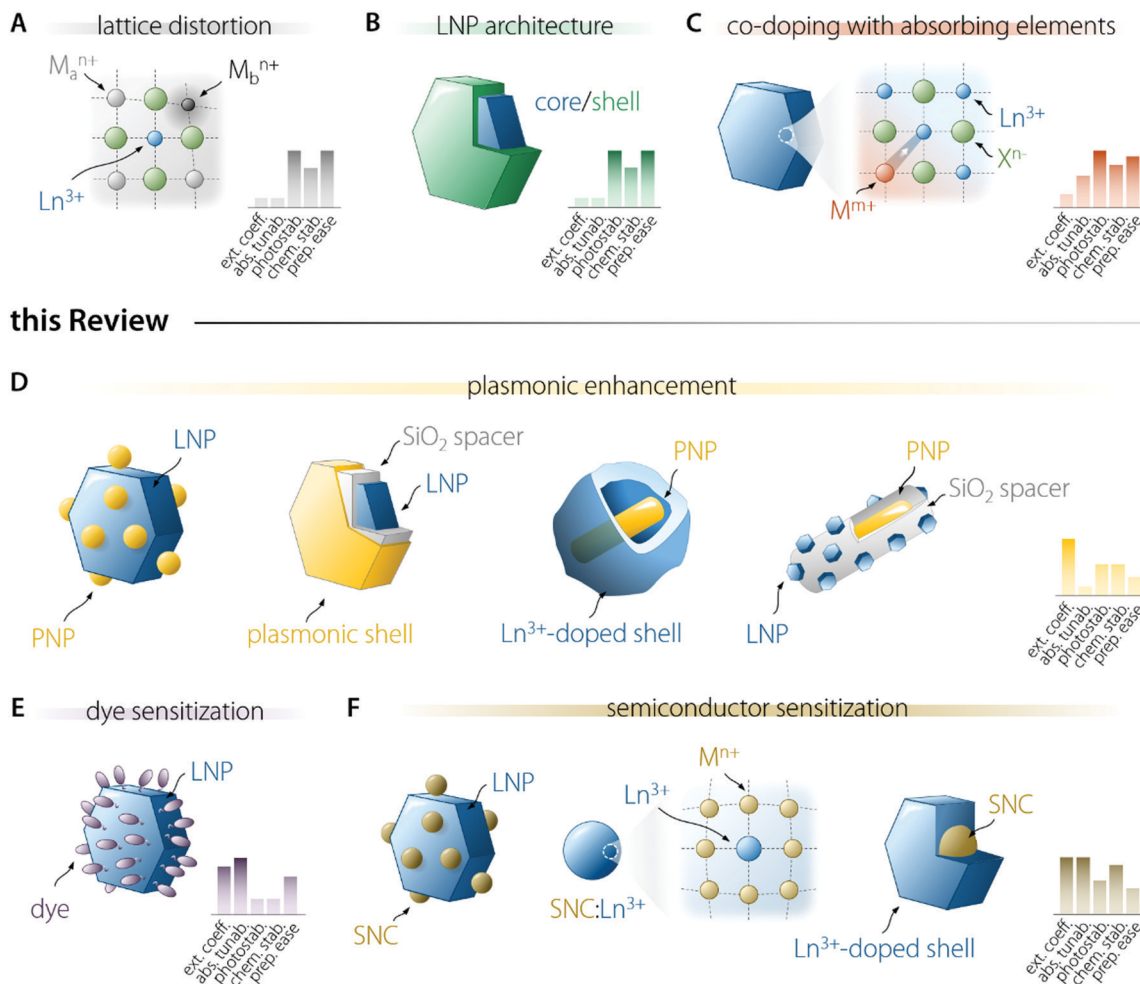 A lattice distortion
Mₐⁿ⁺
M_bⁿ⁺
Ln³⁺
ext. coeff.
abs. tunab.
photostab.
chem. stab.
prep. ease
B LNP architecture
core/shell
ext. coeff.
abs. tunab.
photostab.
chem. stab.
prep. ease
C co-doping with absorbing elements
Ln³⁺
Xⁿ⁻
Mᵐ⁺
ext. coeff.
abs. tunab.
photostab.
chem. stab.
prep. ease
this Review
D
plasmonic enhancement
LNP
PNP
SiO₂ spacer
LNP
plasmonic shell
PNP
Ln³⁺-doped shell
PNP
SiO₂ spacer
LNP
ext. coeff.
abs. tunab.
photostab.
chem. stab.
prep. ease
E dye sensitization
LNP
dye
ext. coeff.
abs. tunab.
photostab.
chem. stab.
prep. ease
F semiconductor sensitization
LNP
SNC
SNC:Ln³⁺
Mⁿ⁺
Ln³⁺
SNC
Ln³⁺-doped shell
ext. coeff.
abs. tunab.
photostab.
chem. stab.
prep. ease